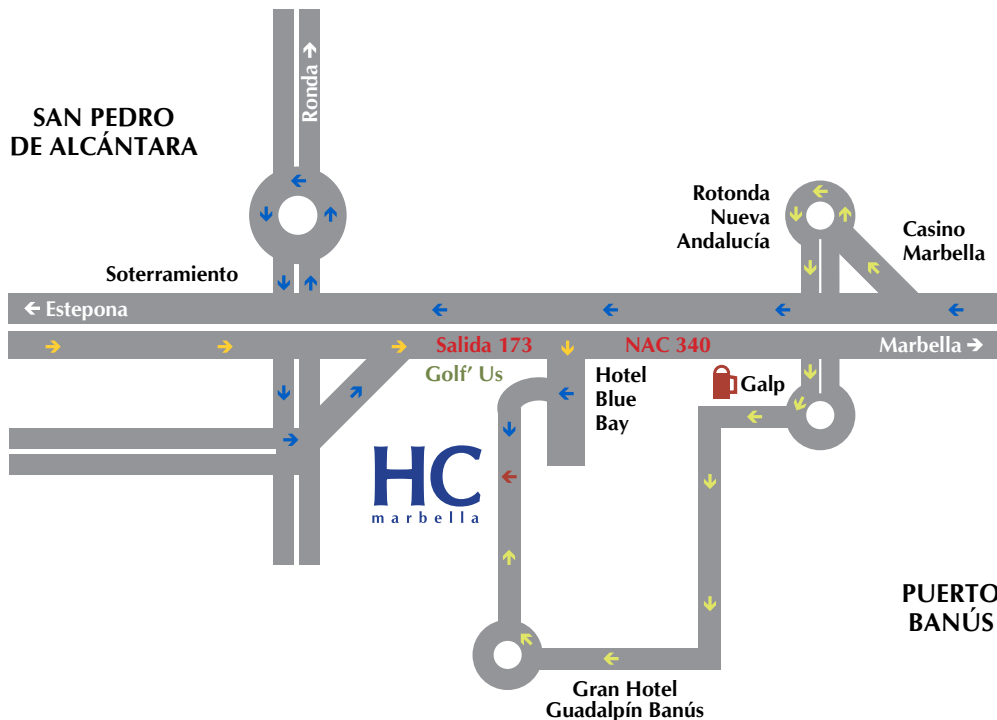 Ronda →
SAN PEDRO
DE ALCÁNTARA
Rotonda
Nueva
Andalucía
Casino
Marbella
Soterramiento
← Estepona
Salida 173
NAC 340
Marbella →
Golf' Us
Hotel
Blue
Bay
Galp
HC
marbella
PUERTO
BANÚS
Gran Hotel
Guadalpín Banús